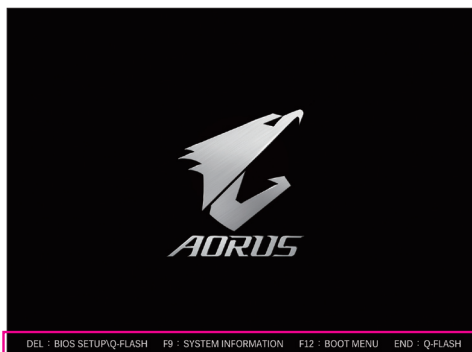 AORUS
DEL : BIOS SETUP\Q-FLASH F9 : SYSTEM INFORMATION F12 : BOOT MENU END : Q-FLASH